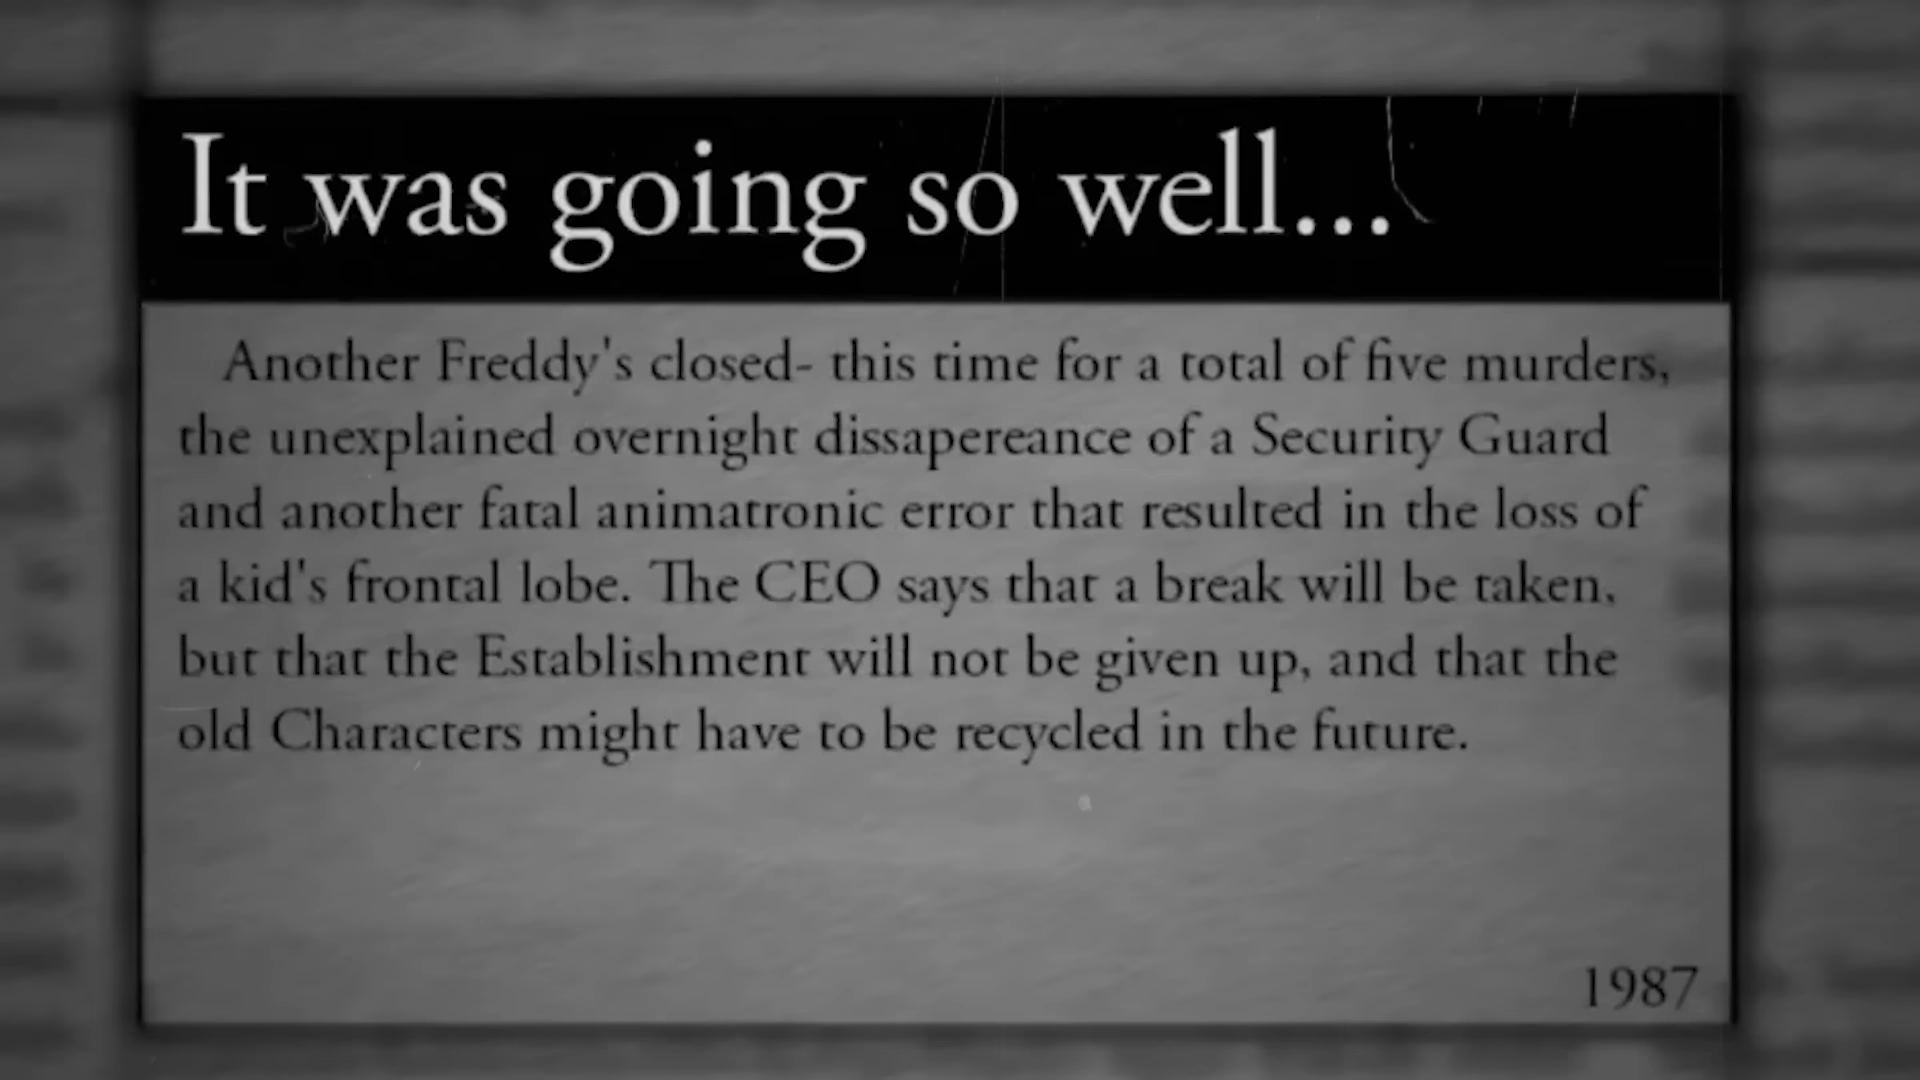 It was going so well...
Another Freddy's closed- this time for a total of five murders,
the unexplained overnight dissapereance of a Security Guard
and another fatal animatronic error that resulted in the loss of
a kid's frontal lobe. The CEO says that a break will be taken,
but that the Establishment will not be given up, and that the
old Characters might have to be recycled in the future.
1987